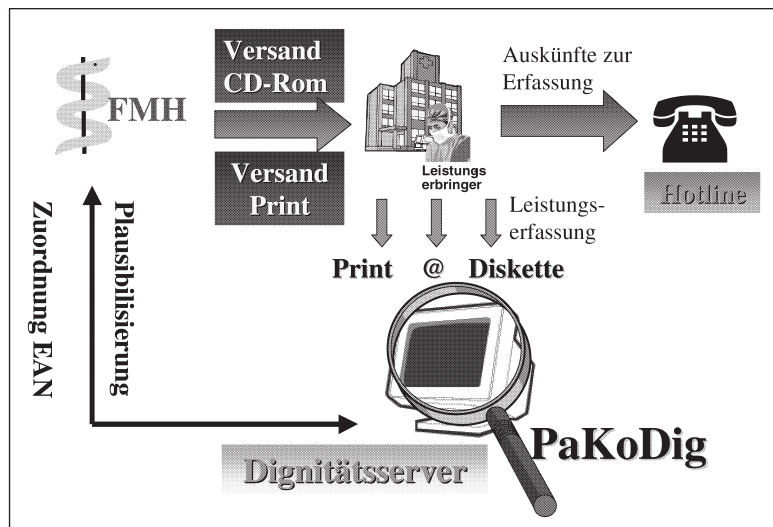 FMH
Versand
CD-Rom
Versand
Print
Leistungs
erbringer
Auskünfte zur
Erfassung
Hotline
Leistungs-
erfassung
Print @ Diskette
Zuordnung EAN
Plausibilisierung
PaKoDig
Dignitätsserver